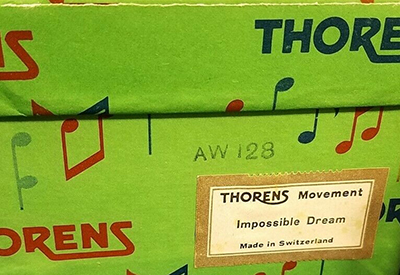 S
THORE
AW 128
THORENS Movement
Impossible Dream
Made in Switzerland
ORENS